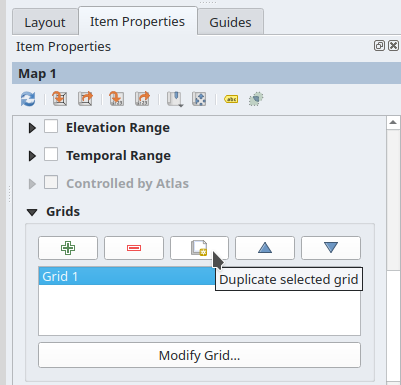 Layout
Item Properties
Guides
Item Properties
Map 1
abc
Elevation Range
Temporal Range
Controlled by Atlas
Grids
Grid 1
Duplicate selected grid
Modify Grid...